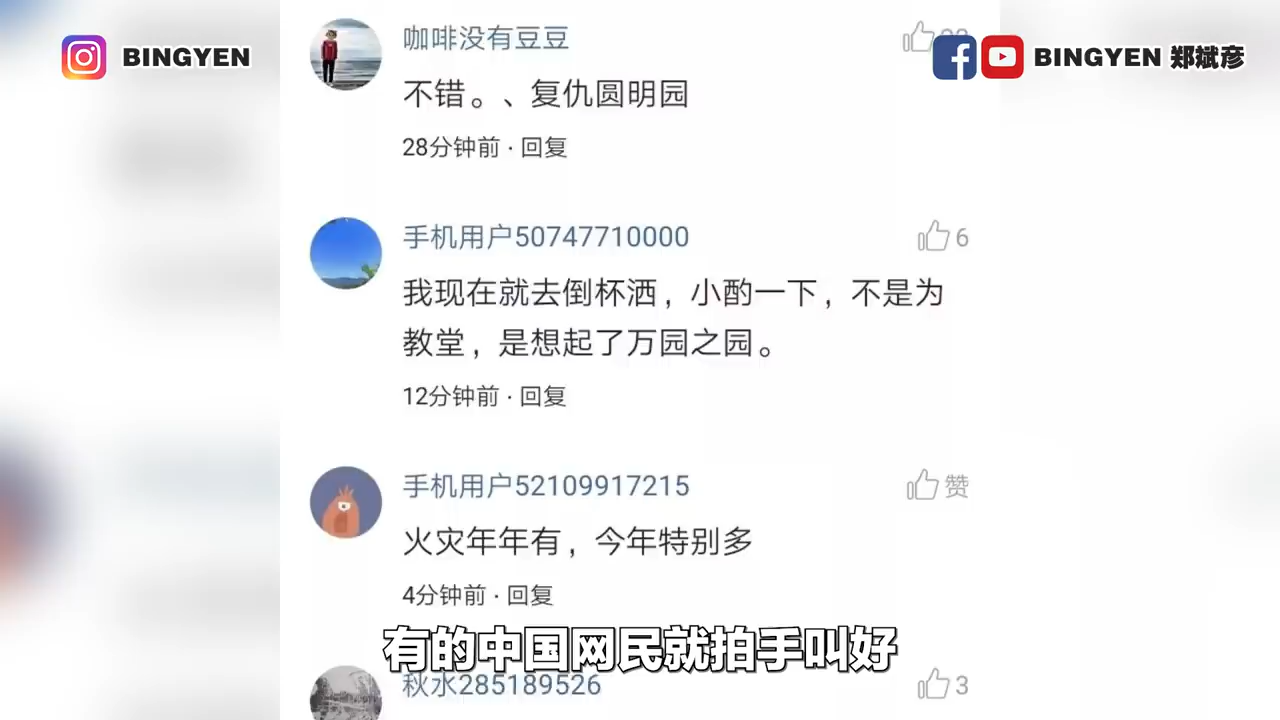 BINGYEN
BINGYEN 郑斌彦
咖啡没有豆豆
不错。、复仇圆明园
28分钟前 · 回复
手机用户50747710000
6
我现在就去倒杯洒，小酌一下，不是为
教堂，是想起了万园之园。
12分钟前 · 回复
手机用户52109917215
赞
火灾年年有，今年特别多
4分钟前 · 回复
有的中国网民就拍手叫好
秋水285189526
3